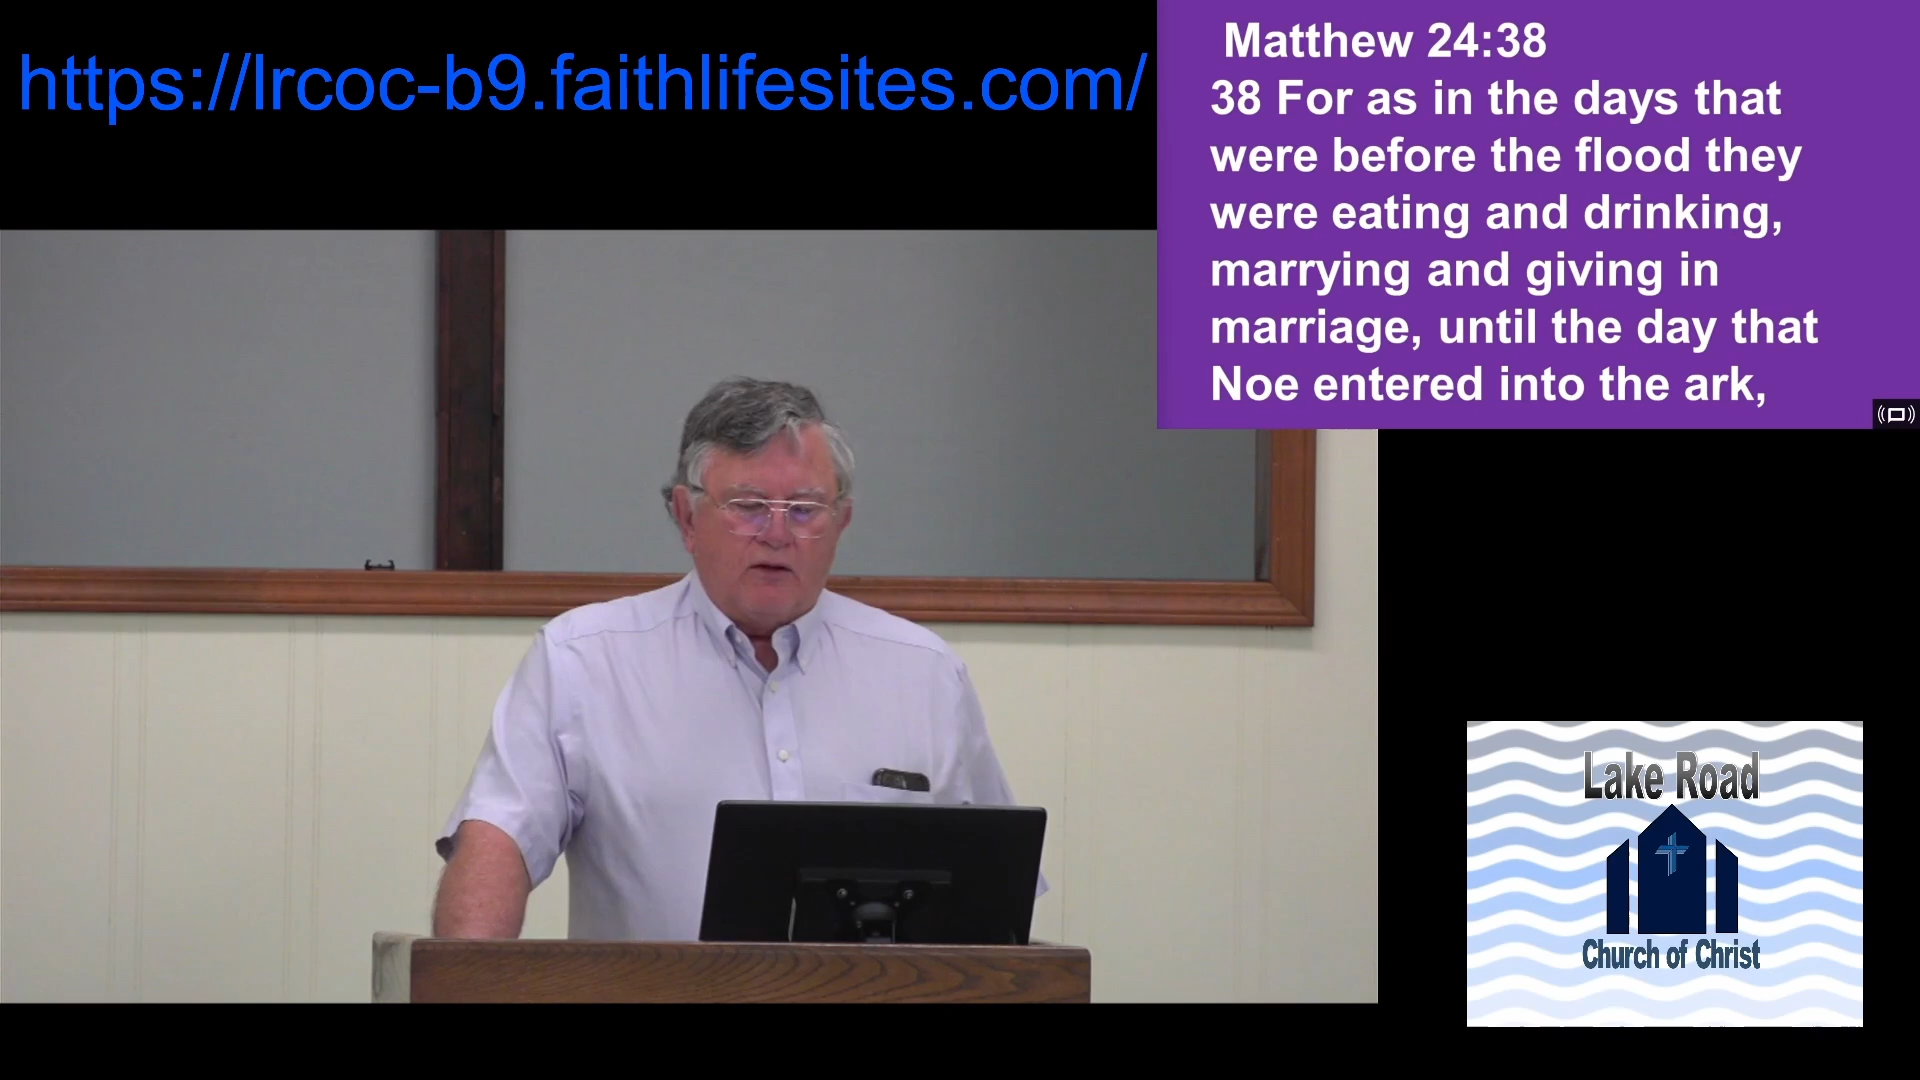 https://lrcoc-b9.faithlifesites.com/
Matthew 24:38
38 For as in the days that
were before the flood they
were eating and drinking,
marrying and giving in
marriage, until the day that
Noe entered into the ark,
Lake Road
Church of Christ